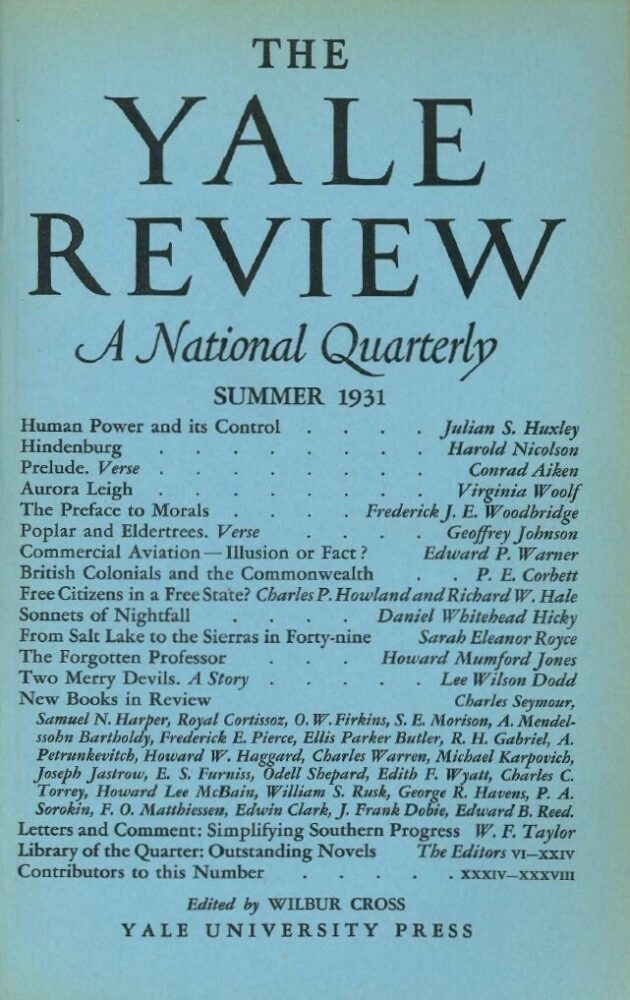 THE
YALE
REVIEW
A National Quarterly
SUMMER 1931
Human Power and its Control . . . . Julian S. Huxley
Hindenburg . . . . . . . Harold Nicolson
Prelude. Verse . . . . . . . Conrad Aiken
Aurora Leigh . . . . . . . Virginia Woolf
The Preface to Morals . . . . Frederick J. E. Woodbridge
Poplar and Eldertrees. Verse . . . . Geoffrey Johnson
Commercial Aviation — Illusion or Fact? Edward P. Warner
British Colonials and the Commonwealth . . P. E. Corbett
Free Citizens in a Free State? Charles P. Howland and Richard W. Hale
Sonnets of Nightfall . . . . Daniel Whitehead Hicky
From Salt Lake to the Sierras in Forty-nine Sarah Eleanor Royce
The Forgotten Professor . . . Howard Mumford Jones
Two Merry Devils. A Story . . . . . Lee Wilson Dodd
New Books in Review Charles Seymour,
Samuel N. Harper, Royal Cortissoz, O. W. Firkins, S. E. Morison, A. Mendel-
ssohn Bartholdy, Frederick E. Pierce, Ellis Parker Butler, R. H. Gabriel, A.
Petrunkevitch, Howard W. Haggard, Charles Warren, Michael Karpovich,
Joseph Jastrow, E. S. Furniss, Odell Shepard, Edith F. Wyatt, Charles C.
Torrey, Howard Lee McBain, William S. Rusk, George R. Havens, P. A.
Sorokin, F. O. Matthiessen, Edwin Clark, J. Frank Dobie, Edward B. Reed.
Letters and Comment: Simplifying Southern Progress W. F. Taylor
Library of the Quarter: Outstanding Novels The Editors VI—XXIV
Contributors to this Number . . . . . XXXIV—XXXVIII
Edited by WILBUR CROSS
YALE UNIVERSITY PRESS